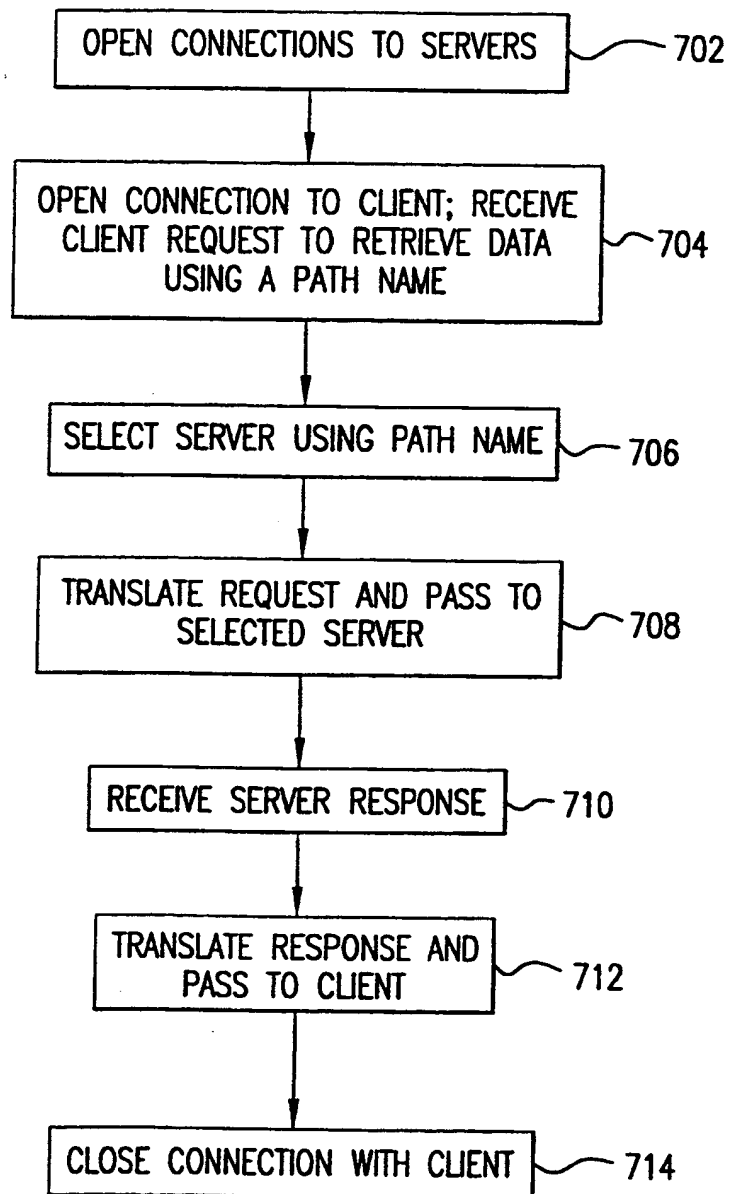 OPEN CONNECTIONS TO SERVERS
702
OPEN CONNECTION TO CLIENT; RECEIVE
CLIENT REQUEST TO RETRIEVE DATA
USING A PATH NAME
704
SELECT SERVER USING PATH NAME
706
TRANSLATE REQUEST AND PASS TO
SELECTED SERVER
708
RECEIVE SERVER RESPONSE
710
TRANSLATE RESPONSE AND
PASS TO CLIENT
712
CLOSE CONNECTION WITH CLIENT
714